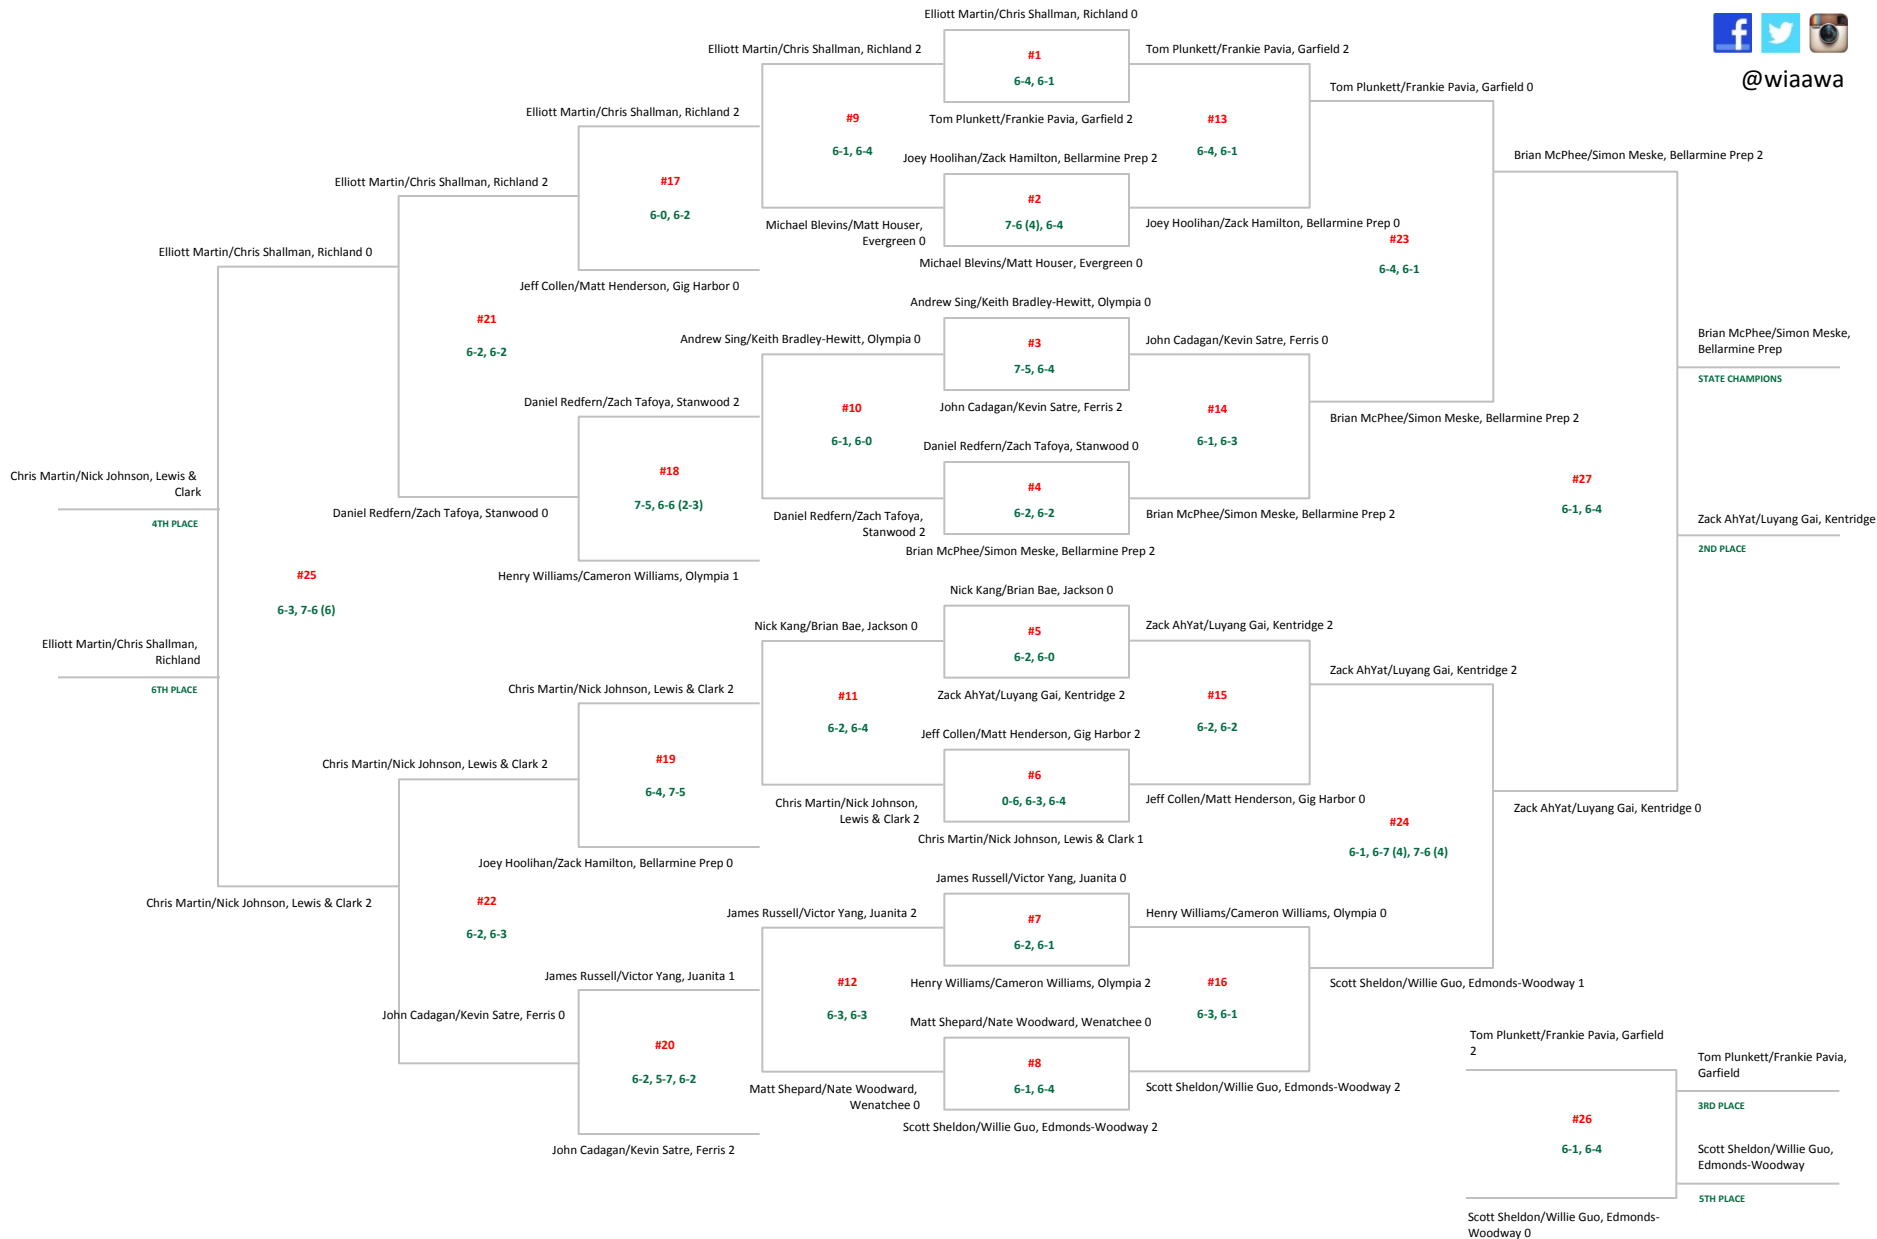 @wiaawa
Elliott Martin/Chris Shallman, Richland 0
#1
6-4, 6-1
Tom Plunkett/Frankie Pavia, Garfield 2
Joey Hoolihan/Zack Hamilton, Bellarmine Prep 2
#2
7-6 (4), 6-4
Michael Blevins/Matt Houser, Evergreen 0
Andrew Sing/Keith Bradley-Hewitt, Olympia 0
#3
7-5, 6-4
John Cadagan/Kevin Satre, Ferris 2
Daniel Redfern/Zach Tafoya, Stanwood 0
#4
6-2, 6-2
Brian McPhee/Simon Meske, Bellarmine Prep 2
Nick Kang/Brian Bae, Jackson 0
#5
6-2, 6-0
Zack AhYat/Luyang Gai, Kentridge 2
Jeff Collen/Matt Henderson, Gig Harbor 2
#6
0-6, 6-3, 6-4
Chris Martin/Nick Johnson, Lewis & Clark 1
James Russell/Victor Yang, Juanita 0
#7
6-2, 6-1
Henry Williams/Cameron Williams, Olympia 2
Matt Shepard/Nate Woodward, Wenatchee 0
#8
6-1, 6-4
Scott Sheldon/Willie Guo, Edmonds-Woodway 2
Elliott Martin/Chris Shallman, Richland 2
#9
6-1, 6-4
Michael Blevins/Matt Houser,
Evergreen 0
Andrew Sing/Keith Bradley-Hewitt, Olympia 0
#10
6-1, 6-0
Daniel Redfern/Zach Tafoya,
Stanwood 2
Nick Kang/Brian Bae, Jackson 0
#11
6-2, 6-4
Chris Martin/Nick Johnson,
Lewis & Clark 2
James Russell/Victor Yang, Juanita 2
#12
6-3, 6-3
Matt Shepard/Nate Woodward,
Wenatchee 0
Tom Plunkett/Frankie Pavia, Garfield 2
#13
6-4, 6-1
Joey Hoolihan/Zack Hamilton, Bellarmine Prep 0
John Cadagan/Kevin Satre, Ferris 0
#14
6-1, 6-3
Brian McPhee/Simon Meske, Bellarmine Prep 2
Zack AhYat/Luyang Gai, Kentridge 2
#15
6-2, 6-2
Jeff Collen/Matt Henderson, Gig Harbor 0
Henry Williams/Cameron Williams, Olympia 0
#16
6-3, 6-1
Scott Sheldon/Willie Guo, Edmonds-Woodway 2
Elliott Martin/Chris Shallman, Richland 2
#17
6-0, 6-2
Jeff Collen/Matt Henderson, Gig Harbor 0
Daniel Redfern/Zach Tafoya, Stanwood 2
#18
7-5, 6-6 (2-3)
Henry Williams/Cameron Williams, Olympia 1
Chris Martin/Nick Johnson, Lewis & Clark 2
#19
6-4, 7-5
Joey Hoolihan/Zack Hamilton, Bellarmine Prep 0
James Russell/Victor Yang, Juanita 1
#20
6-2, 5-7, 6-2
John Cadagan/Kevin Satre, Ferris 2
Elliott Martin/Chris Shallman, Richland 2
#21
6-2, 6-2
Daniel Redfern/Zach Tafoya, Stanwood 0
Chris Martin/Nick Johnson, Lewis & Clark 2
#22
6-2, 6-3
John Cadagan/Kevin Satre, Ferris 0
Tom Plunkett/Frankie Pavia, Garfield 0
#23
6-4, 6-1
Brian McPhee/Simon Meske, Bellarmine Prep 2
Zack AhYat/Luyang Gai, Kentridge 2
#24
6-1, 6-7 (4), 7-6 (4)
Scott Sheldon/Willie Guo, Edmonds-Woodway 1
Elliott Martin/Chris Shallman, Richland 0
#25
6-3, 7-6 (6)
Chris Martin/Nick Johnson, Lewis & Clark 2
Chris Martin/Nick Johnson, Lewis &
Clark
4TH PLACE
Elliott Martin/Chris Shallman,
Richland
6TH PLACE
Brian McPhee/Simon Meske, Bellarmine Prep 2
#27
6-1, 6-4
Zack AhYat/Luyang Gai, Kentridge 0
Brian McPhee/Simon Meske,
Bellarmine Prep
STATE CHAMPIONS
Zack AhYat/Luyang Gai, Kentridge
2ND PLACE
Tom Plunkett/Frankie Pavia, Garfield
2
#26
6-1, 6-4
Scott Sheldon/Willie Guo, Edmonds-
Woodway 0
Tom Plunkett/Frankie Pavia,
Garfield
3RD PLACE
Scott Sheldon/Willie Guo,
Edmonds-Woodway
5TH PLACE